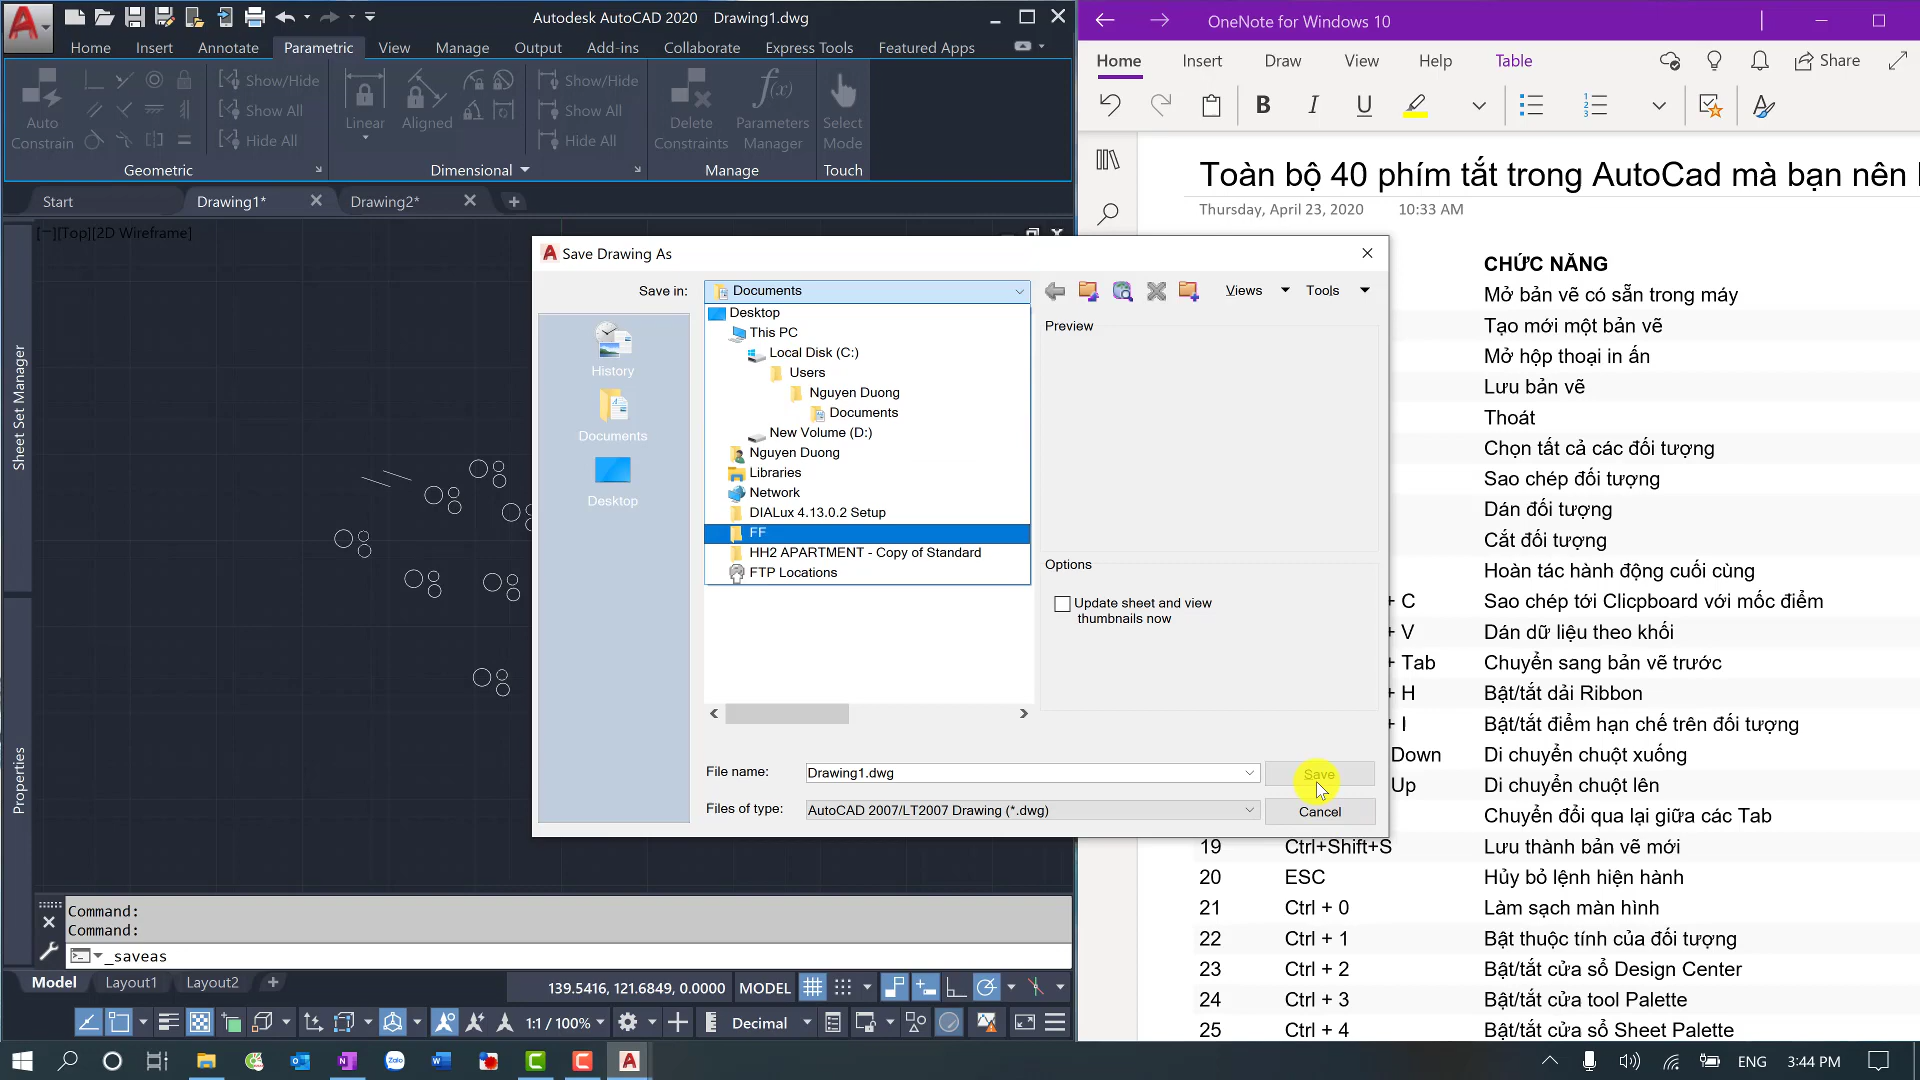 Autodesk AutoCAD 2020 Drawing1.dwg
Home Insert Annotate Parametric View Manage Output Add-ins Collaborate Express Tools Featured Apps
Auto Constrain
Show/Hide
Show All
Hide All
Linear
Aligned
Show/Hide
Show All
Hide All
Delete Constraints
Parameters Manager
Select Mode
Geometric
Dimensional
Manage
Touch
Start
Drawing1*
Drawing2*
[−][Top][2D Wireframe]
Sheet Set Manager
Properties
Save Drawing As
Save in:
Documents
Views
Tools
Desktop
This PC
Local Disk (C:)
Users
Nguyen Duong
Documents
New Volume (D:)
Nguyen Duong
Libraries
Network
DIALux 4.13.0.2 Setup
FF
HH2 APARTMENT - Copy of Standard
FTP Locations
History
Documents
Desktop
Preview
Options
Update sheet and view
thumbnails now
File name:
Drawing1.dwg
Save
Files of type:
AutoCAD 2007/LT2007 Drawing (*.dwg)
Cancel
Command:
Command:
_saveas
Model Layout1 Layout2
139.5416, 121.6849, 0.0000 MODEL
1:1 / 100% Decimal
OneNote for Windows 10
Home Insert Draw View Help Table Share
B I U
Toàn bộ 40 phím tắt trong AutoCad mà bạn nên
Thursday, April 23, 2020 10:33 AM
CHỨC NĂNG
Mở bản vẽ có sẵn trong máy
Tạo mới một bản vẽ
Mở hộp thoại in ấn
Lưu bản vẽ
Thoát
Chọn tất cả các đối tượng
Sao chép đối tượng
Dán đối tượng
Cắt đối tượng
Hoàn tác hành động cuối cùng
+ C Sao chép tới Clicpboard với mốc điểm
+ V Dán dữ liệu theo khối
+ Tab Chuyển sang bản vẽ trước
+ H Bật/tắt dải Ribbon
+ I Bật/tắt điểm hạn chế trên đối tượng
Down Di chuyển chuột xuống
Up Di chuyển chuột lên
Chuyển đổi qua lại giữa các Tab
19 Ctrl+Shift+S Lưu thành bản vẽ mới
20 ESC Hủy bỏ lệnh hiện hành
21 Ctrl + 0 Làm sạch màn hình
22 Ctrl + 1 Bật thuộc tính của đối tượng
23 Ctrl + 2 Bật/tắt cửa sổ Design Center
24 Ctrl + 3 Bật/tắt cửa tool Palette
25 Ctrl + 4 Bật/tắt cửa sổ Sheet Palette
ENG 3:44 PM